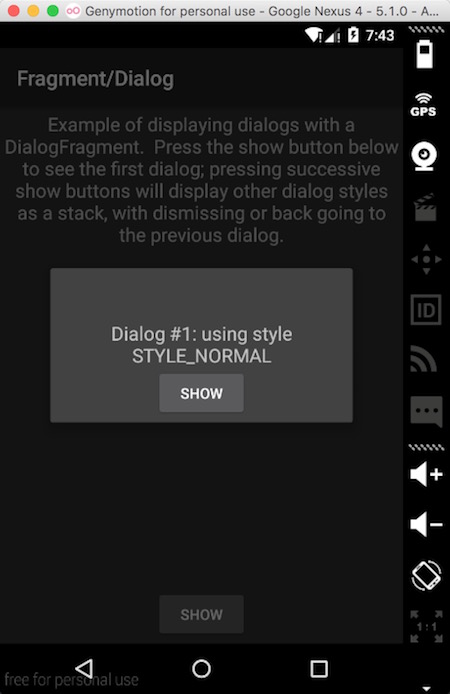 Genymotion for personal use - Google Nexus 4 - 5.1.0 - A...
7:43
GPS
Fragment/Dialog
Example of displaying dialogs with a
DialogFragment. Press the show button below
to see the first dialog; pressing successive
show buttons will display other dialog styles
as a stack, with dismissing or back going to
the previous dialog.
ID
Dialog #1: using style
STYLE_NORMAL
SHOW
SHOW
1:1
free for personal use